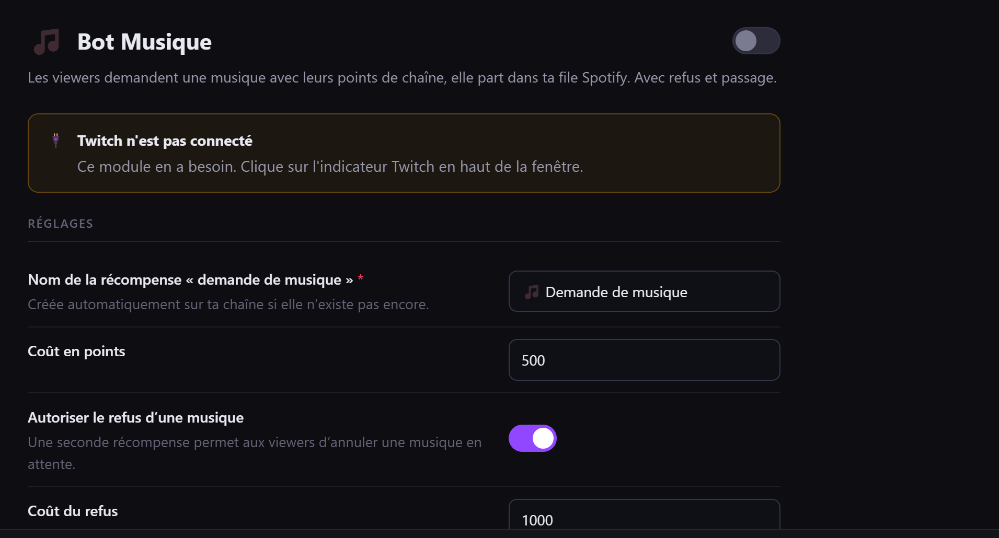 Bot Musique
Les viewers demandent une musique avec leurs points de chaîne, elle part dans ta file Spotify. Avec refus et passage.
Twitch n'est pas connecté
Ce module en a besoin. Clique sur l'indicateur Twitch en haut de la fenêtre.
RÉGLAGES
Nom de la récompense « demande de musique » *
Créée automatiquement sur ta chaîne si elle n’existe pas encore.
Demande de musique
Coût en points
500
Autoriser le refus d’une musique
Une seconde récompense permet aux viewers d’annuler une musique en
attente.
Coût du refus
1000